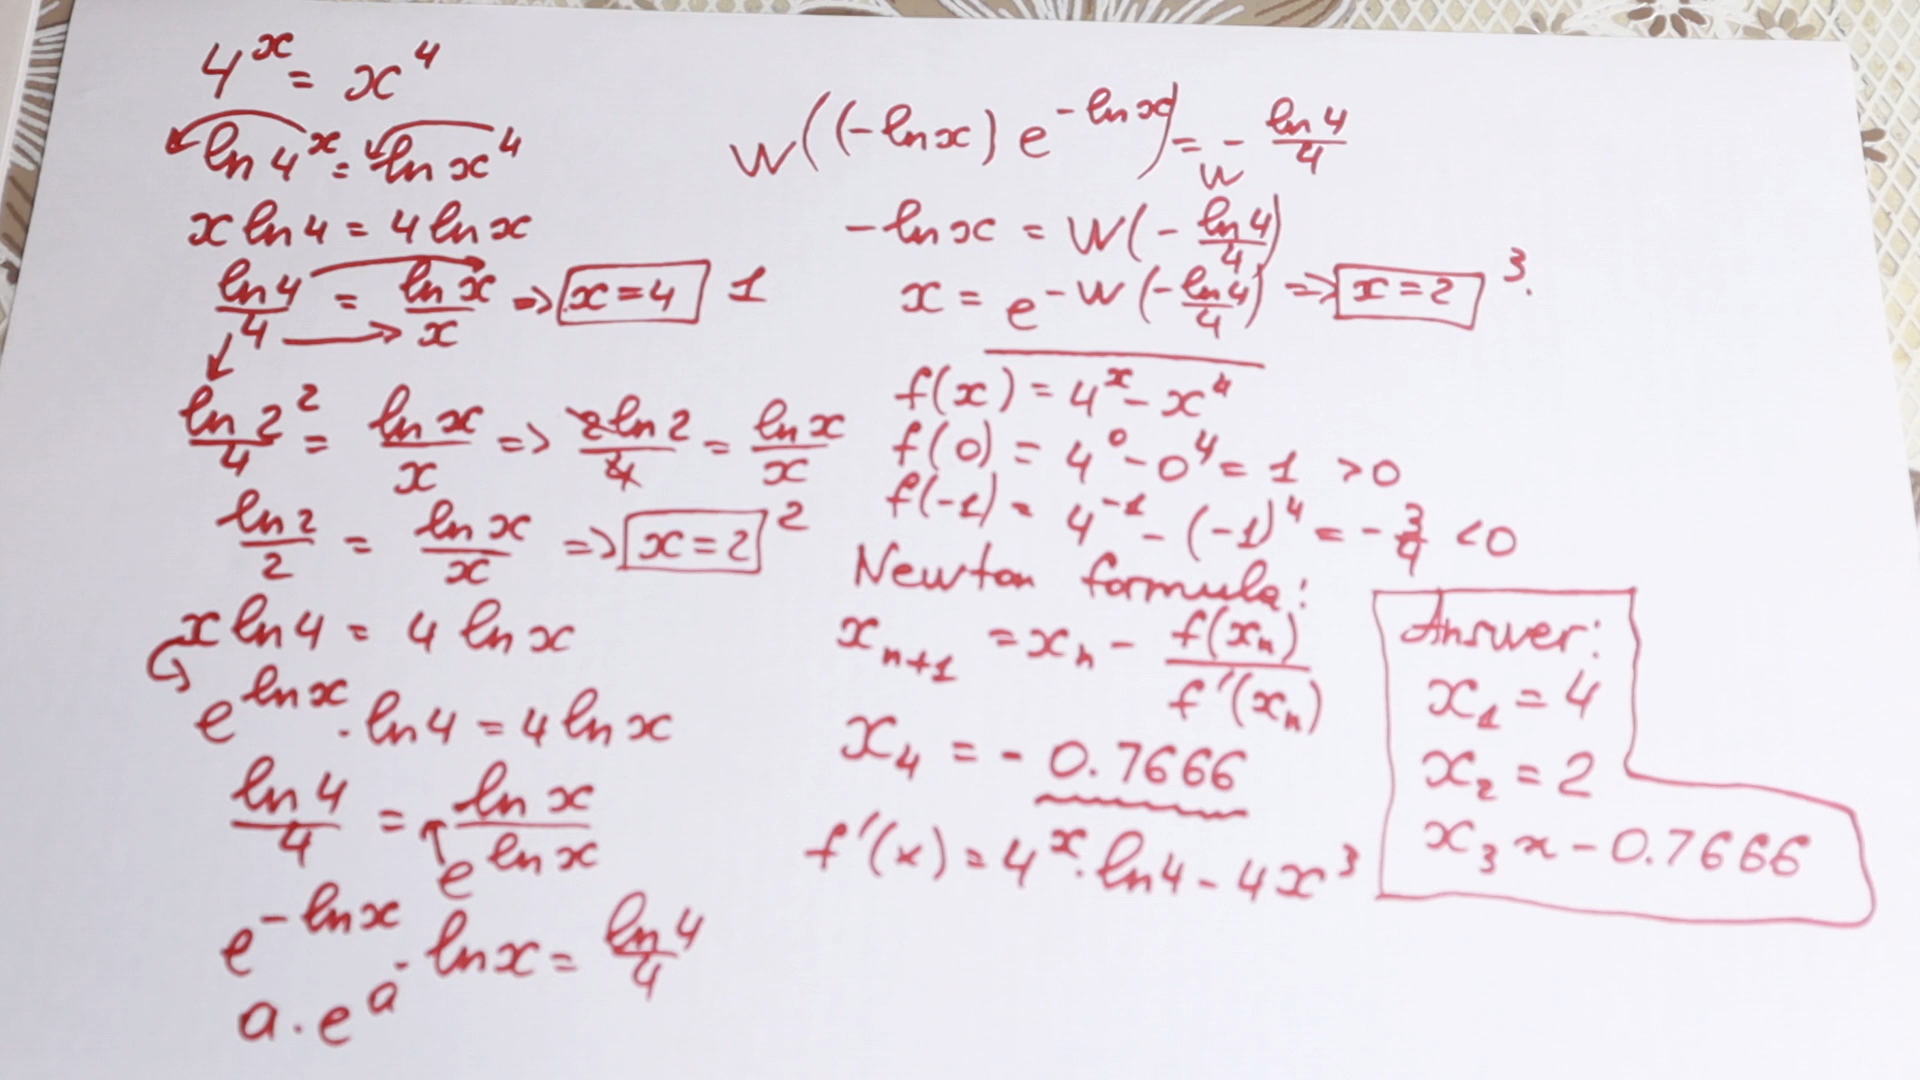 4^x = x^4
ln 4^x = ln x^4
x ln 4 = 4 ln x
ln 4/4 = ln x/x => x = 4 1
ln 2^2/4 = ln x/x => 2 ln 2/4 = ln x/x
ln 2/2 = ln x/x => x = 2 2
x ln 4 = 4 ln x
e^ln x · ln 4 = 4 ln x
ln 4/4 = ln x/e^ln x
e^-ln x · ln x = ln 4/4
a · e^a
W((-ln x) e^-ln x) = W - ln 4/4
-ln x = W(-ln 4/4)
x = e^-W(-ln 4/4) => x = 2 3.
f(x) = 4^x - x^4
f(0) = 4^0 - 0^4 = 1 > 0
f(-1) = 4^-1 - (-1)^4 = -3/4 < 0
Newton formula:
x_n+1 = x_n - f(x_n)/f'(x_n)
x_4 = -0.7666
f'(x) = 4^x · ln 4 - 4x^3
Answer:
x_1 = 4
x_2 = 2
x_3 ≈ -0.7666